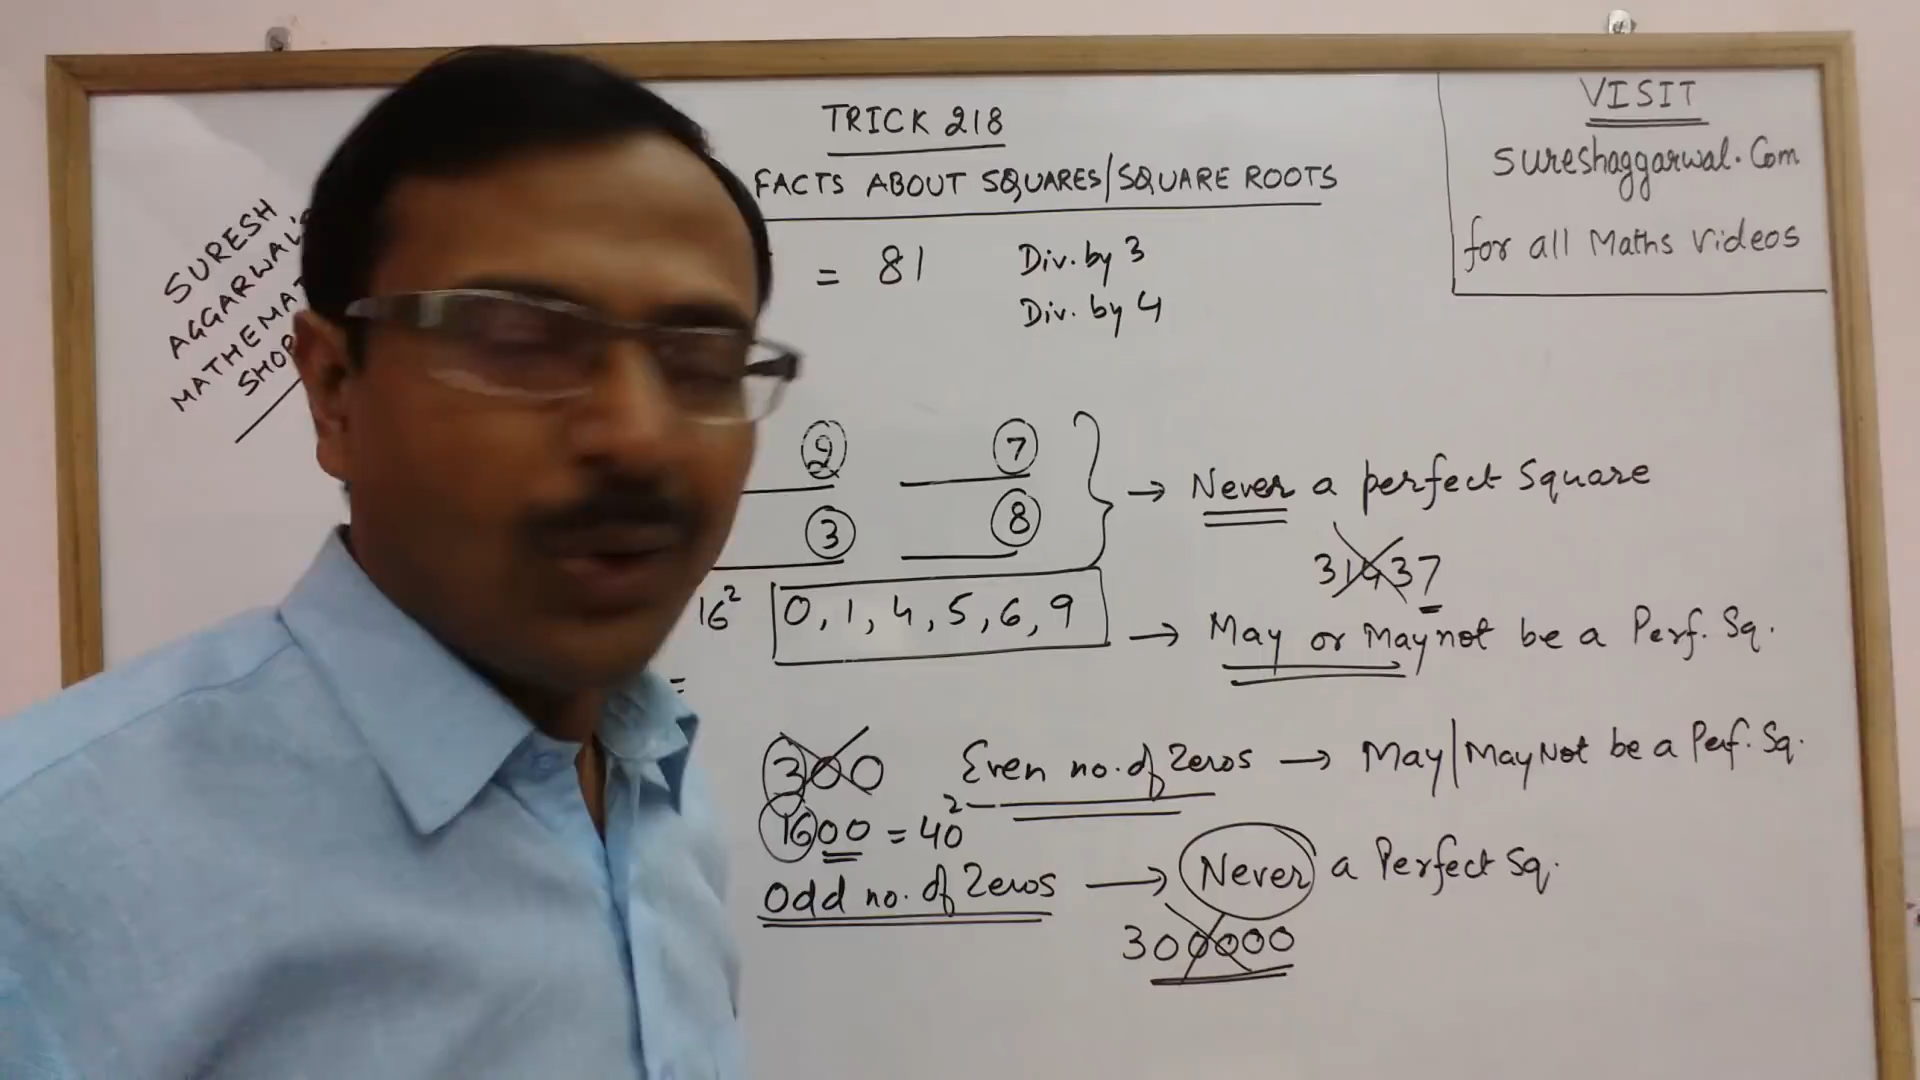 TRICK 218
FACTS ABOUT SQUARES/SQUARE ROOTS
VISIT
sureshaggarwal.Com
for all Maths Videos
SURESH
AGGARWAL'S
MATHEMAT
SHOP
= 81 Div. by 3
Div. by 4
2 7
3 8
→ Never a perfect Square
31437
16² 0, 1, 4, 5, 6, 9 → May or May not be a Perf. Sq.
=
300 Even no. of Zeros → May/May Not be a Perf. Sq.
1600 = 40²
Odd no. of Zeros → Never a Perfect Sq.
300000